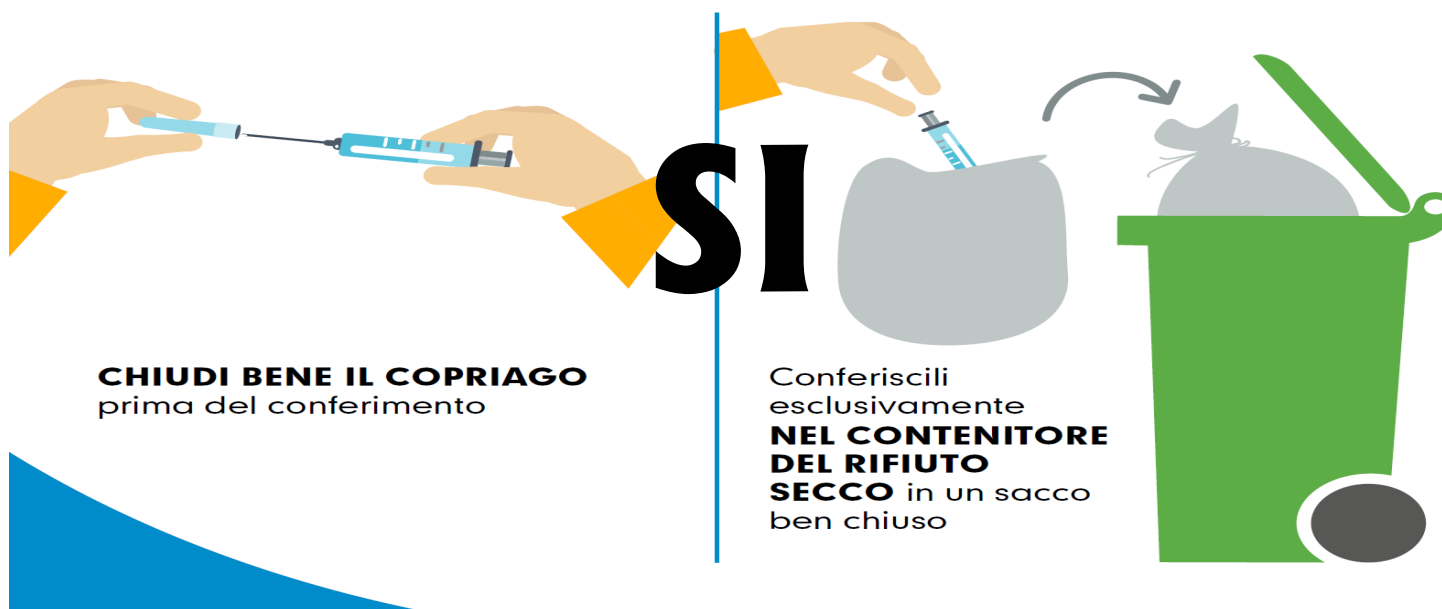 SI
CHIUDI BENE IL COPRIAGO
prima del conferimento
Conferiscili
esclusivamente
NEL CONTENITORE
DEL RIFIUTO
SECCO in un sacco
ben chiuso